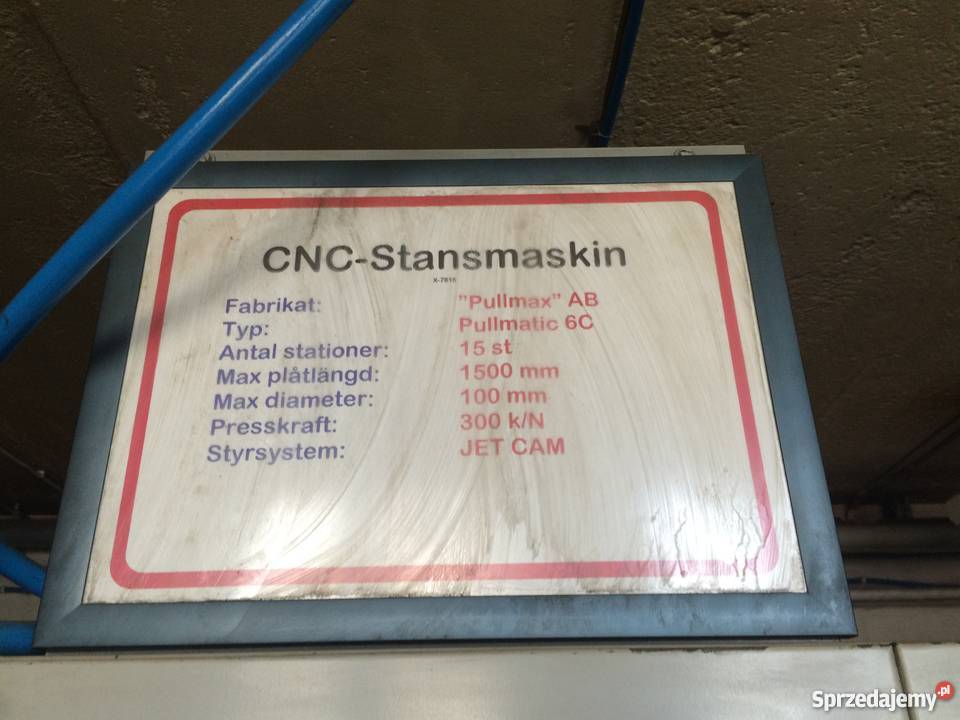 CNC-Stansmaskin
X-7815
Fabrikat: ”Pullmax” AB
Typ: Pullmatic 6C
Antal stationer: 15 st
Max plåtlängd: 1500 mm
Max diameter: 100 mm
Presskraft: 300 k/N
Styrsystem: JET CAM
Sprzedajemy.pl